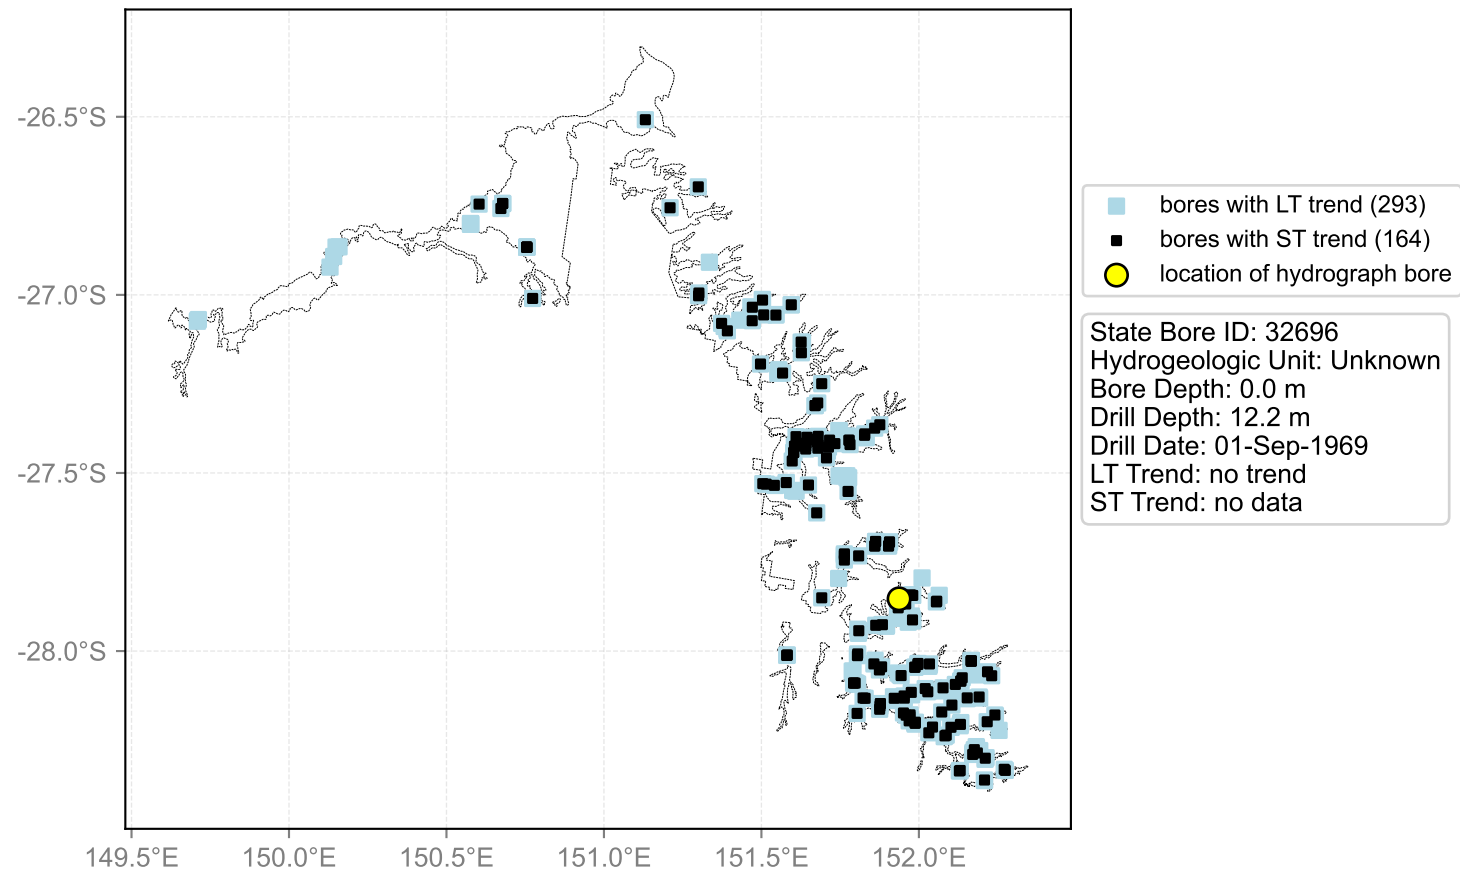 -26.5°S
-27.0°S
-27.5°S
-28.0°S
149.5°E
150.0°E
150.5°E
151.0°E
151.5°E
152.0°E
bores with LT trend (293)
bores with ST trend (164)
location of hydrograph bore
State Bore ID: 32696
Hydrogeologic Unit: Unknown
Bore Depth: 0.0 m
Drill Depth: 12.2 m
Drill Date: 01-Sep-1969
LT Trend: no trend
ST Trend: no data